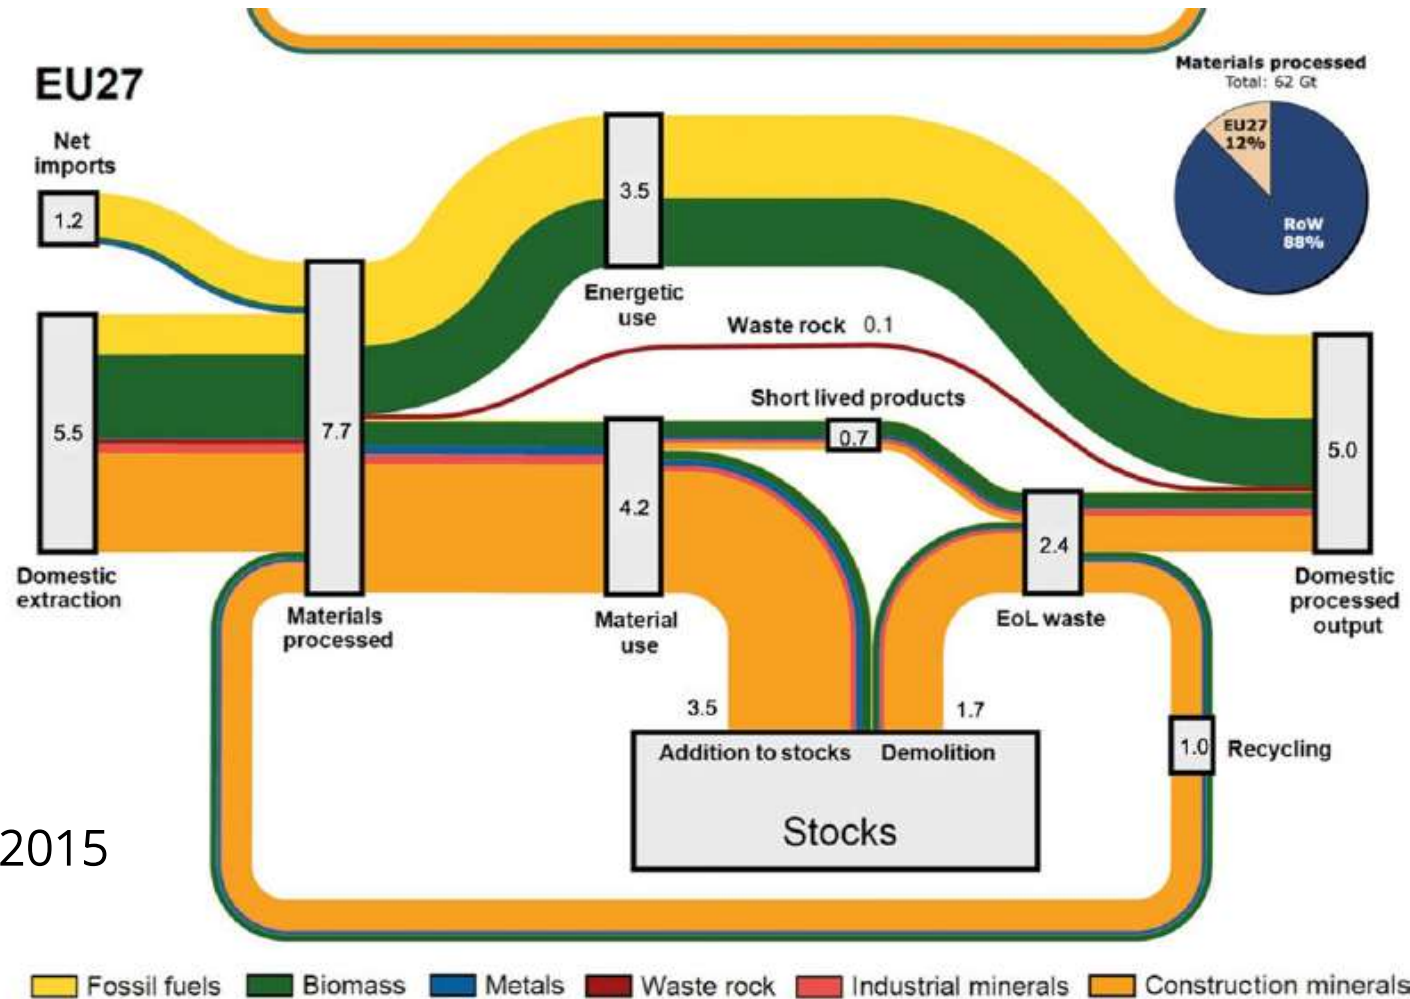 EU27
Materials processed
Total: 62 Gt
EU27
12%
RoW
88%
Net
imports
1.2
3.5
Energetic
use
Waste rock 0.1
Short lived products
0.7
5.5
7.7
4.2
2.4
5.0
Domestic
extraction
Materials
processed
Material
use
EoL waste
Domestic
processed
output
3.5
1.7
Addition to stocks
Demolition
Stocks
1.0
Recycling
2015
Fossil fuels
Biomass
Metals
Waste rock
Industrial minerals
Construction minerals